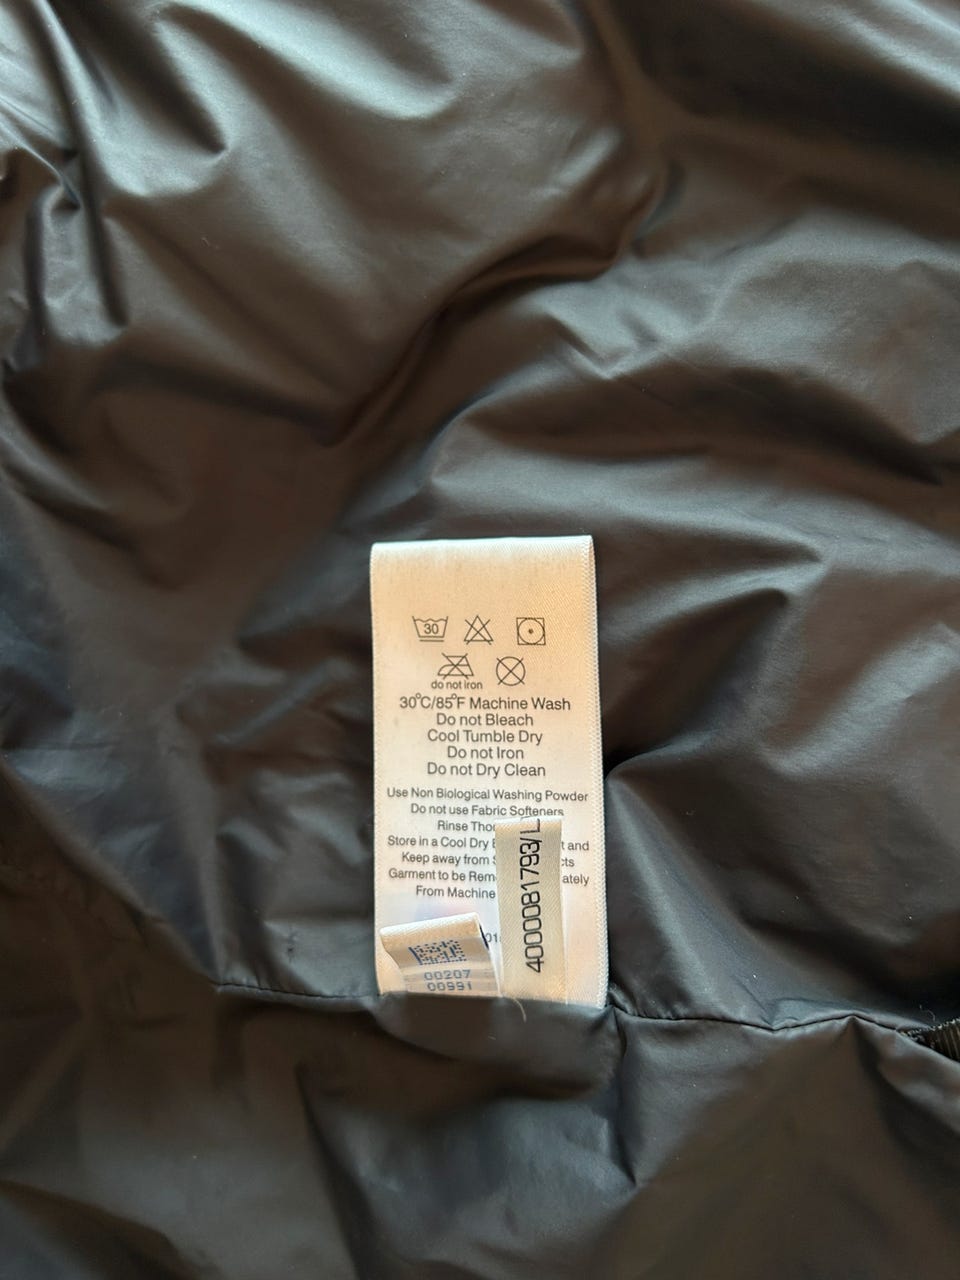 30
do not iron
30°C/85°F Machine Wash
Do not Bleach
Cool Tumble Dry
Do not Iron
Do not Dry Clean
Use Non Biological Washing Powder
Do not use Fabric Softeners
Rinse
Store in a Cool Dry and
Keep away from
Garment to be
From Machine
4000081793/L
00207
00991